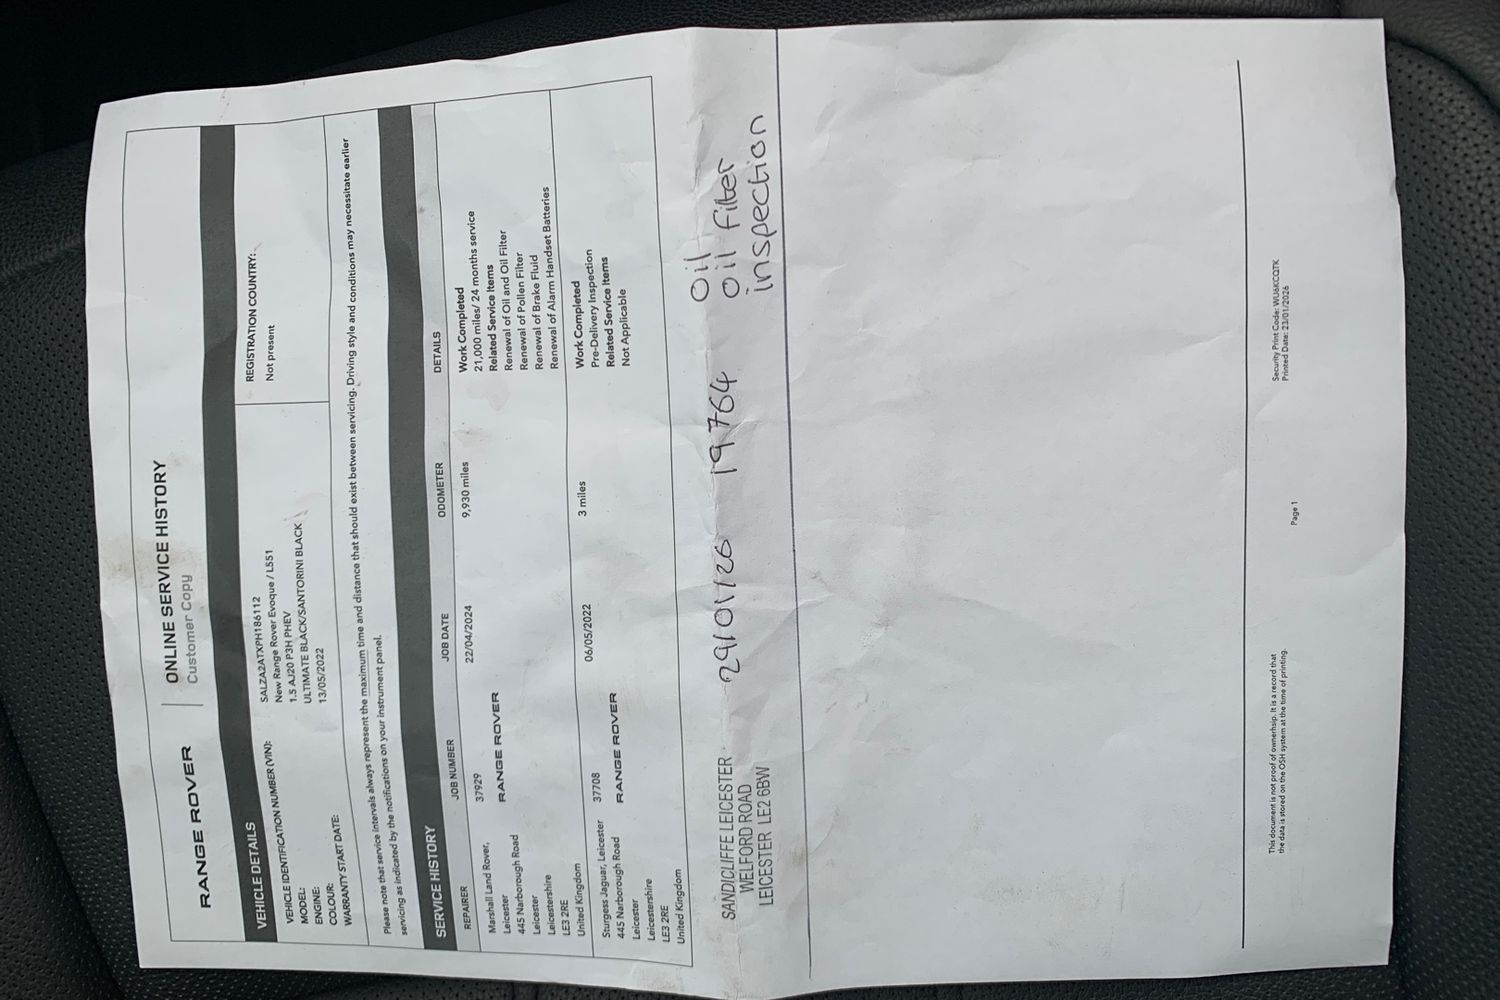 RANGE ROVER
ONLINE SERVICE HISTORY
Customer Copy
VEHICLE DETAILS
VEHICLE IDENTIFICATION NUMBER (VIN): SALZA2ATXPH186112
MODEL: New Range Rover Evoque / L551
ENGINE: 1.5 AJ20 P3H PHEV
COLOUR: ULTIMATE BLACK/SANTORINI BLACK
WARRANTY START DATE: 13/05/2022
REGISTRATION COUNTRY:
Not present
Please note that service intervals always represent the maximum time and distance that should exist between servicing. Driving style and conditions may necessitate earlier
servicing as indicated by the notifications on your instrument panel.
SERVICE HISTORY
REPAIRER JOB NUMBER JOB DATE ODOMETER DETAILS
Marshall Land Rover,
Leicester
445 Narborough Road
Leicester
Leicestershire
LE3 2RE
United Kingdom
37929
RANGE ROVER
22/04/2024
9,930 miles
Work Completed
21,000 miles/ 24 months service
Related Service Items
Renewal of Oil and Oil Filter
Renewal of Pollen Filter
Renewal of Brake Fluid
Renewal of Alarm Handset Batteries
Sturgess Jaguar, Leicester
445 Narborough Road
Leicester
Leicestershire
LE3 2RE
United Kingdom
37708
RANGE ROVER
06/05/2022
3 miles
Work Completed
Pre-Delivery Inspection
Related Service Items
Not Applicable
SANDICLIFFE LEICESTER
WELFORD ROAD
LEICESTER LE2 6BW
29/01/26 19764
oil
oil filter
inspection
This document is not proof of ownerhsip. It is a record that
the data is stored on the OSH system at the time of printing.
Page 1
Security Print Code: WU6KCQTK
Printed Date: 23/01/2026